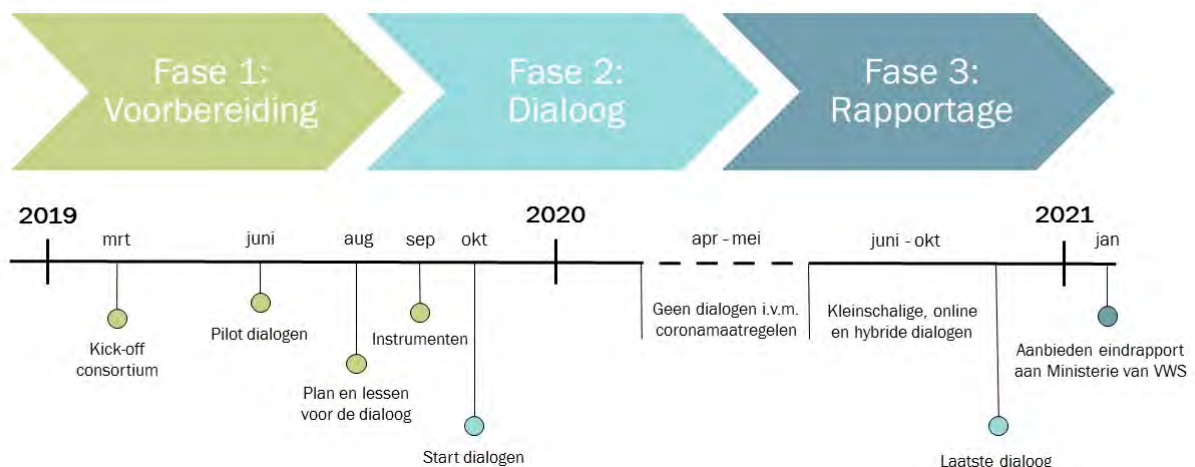 Fase 1:
Voorbereiding
Fase 2:
Dialoog
Fase 3:
Rapportage
2019
2020
2021
mrt
juni
aug
sep
okt
apr - mei
juni - okt
jan
Kick-off
consortium
Pilot dialogen
Plan en lessen
voor de dialoog
Instrumenten
Start dialogen
Geen dialogen i.v.m.
coronamaatregelen
Kleinschalige, online
en hybride dialogen
Laatste dialoog
Aanbieden eindrapport
aan Ministerie van VWS